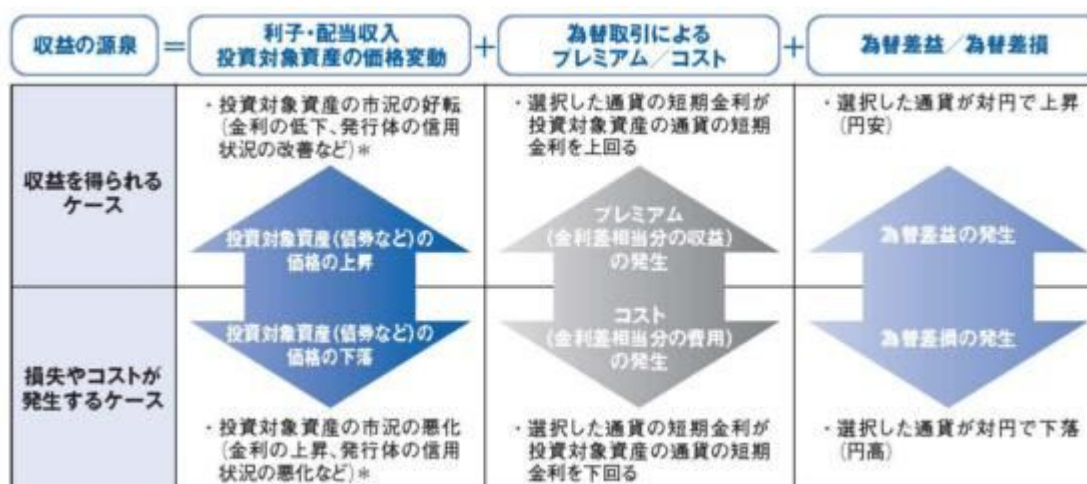 収益の源泉
=
利子・配当収入
投資対象資産の価格変動
+
為替取引による
プレミアム/コスト
+
為替差益/為替差損
収益を得られる
ケース
・投資対象資産の市況の好転
(金利の低下、発行体の信用
状況の改善など)*
投資対象資産(債券など)の
価格の上昇
・選択した通貨の短期金利が
投資対象資産の通貨の短期
金利を上回る
プレミアム
(金利差相当分の収益)
の発生
・選択した通貨が対円で上昇
(円安)
為替差益の発生
損失やコストが
発生するケース
投資対象資産(債券など)の
価格の下落
・投資対象資産の市況の悪化
(金利の上昇、発行体の信用
状況の悪化など)*
コスト
(金利差相当分の費用)
の発生
・選択した通貨の短期金利が
投資対象資産の通貨の短期
金利を下回る
為替差損の発生
・選択した通貨が対円で下落
(円高)